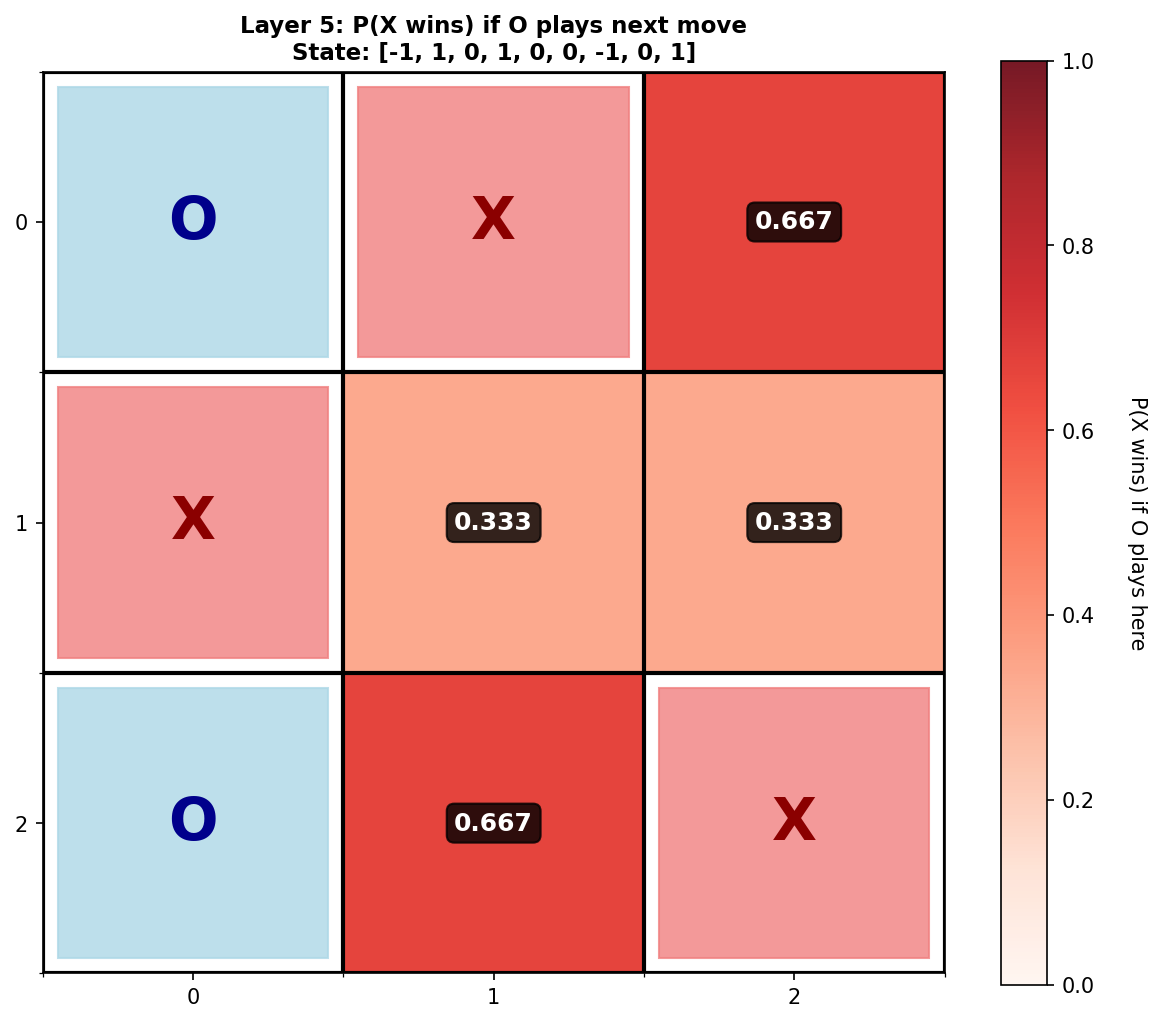 Layer 5: P(X wins) if O plays next move
State: [-1, 1, 0, 1, 0, 0, -1, 0, 1]
O
X
0.667
X
0.333
0.333
O
0.667
X
0
1
2
0
1
2
1.0
0.8
0.6
0.4
0.2
0.0
P(X wins) if O plays here